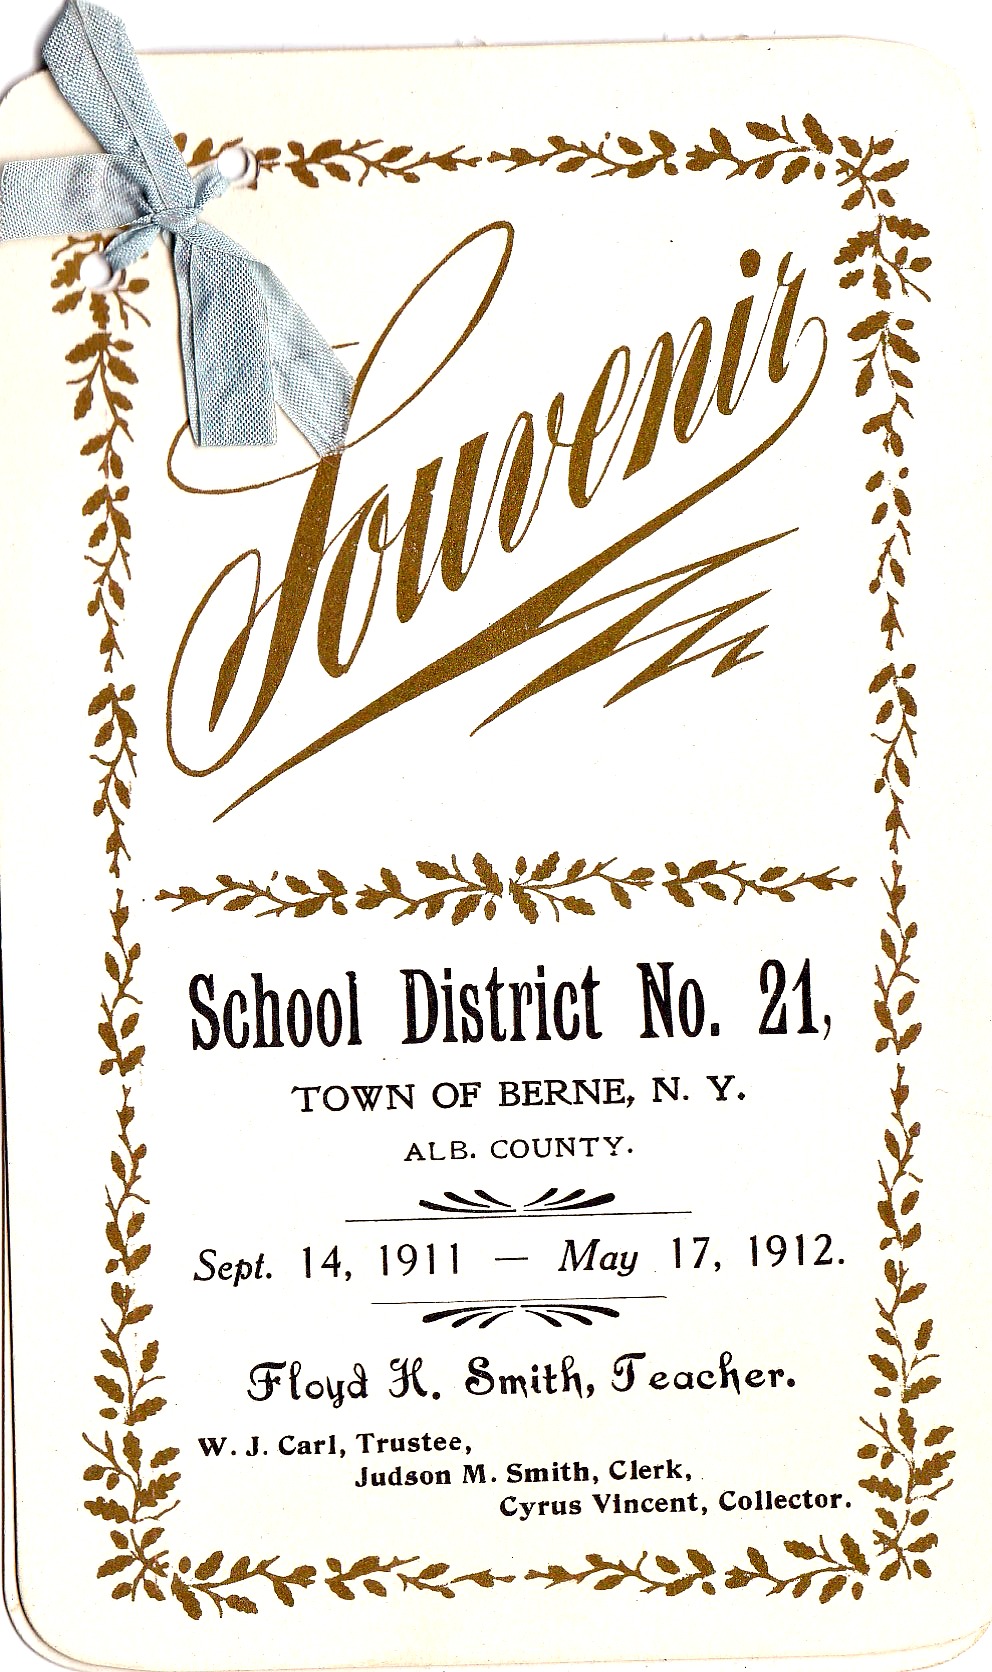 Souvenir
School District No. 21,
TOWN OF BERNE, N. Y.
ALB. COUNTY.
Sept. 14, 1911 — May 17, 1912.
Floyd H. Smith, Teacher.
W. J. Carl, Trustee,
Judson M. Smith, Clerk,
Cyrus Vincent, Collector.